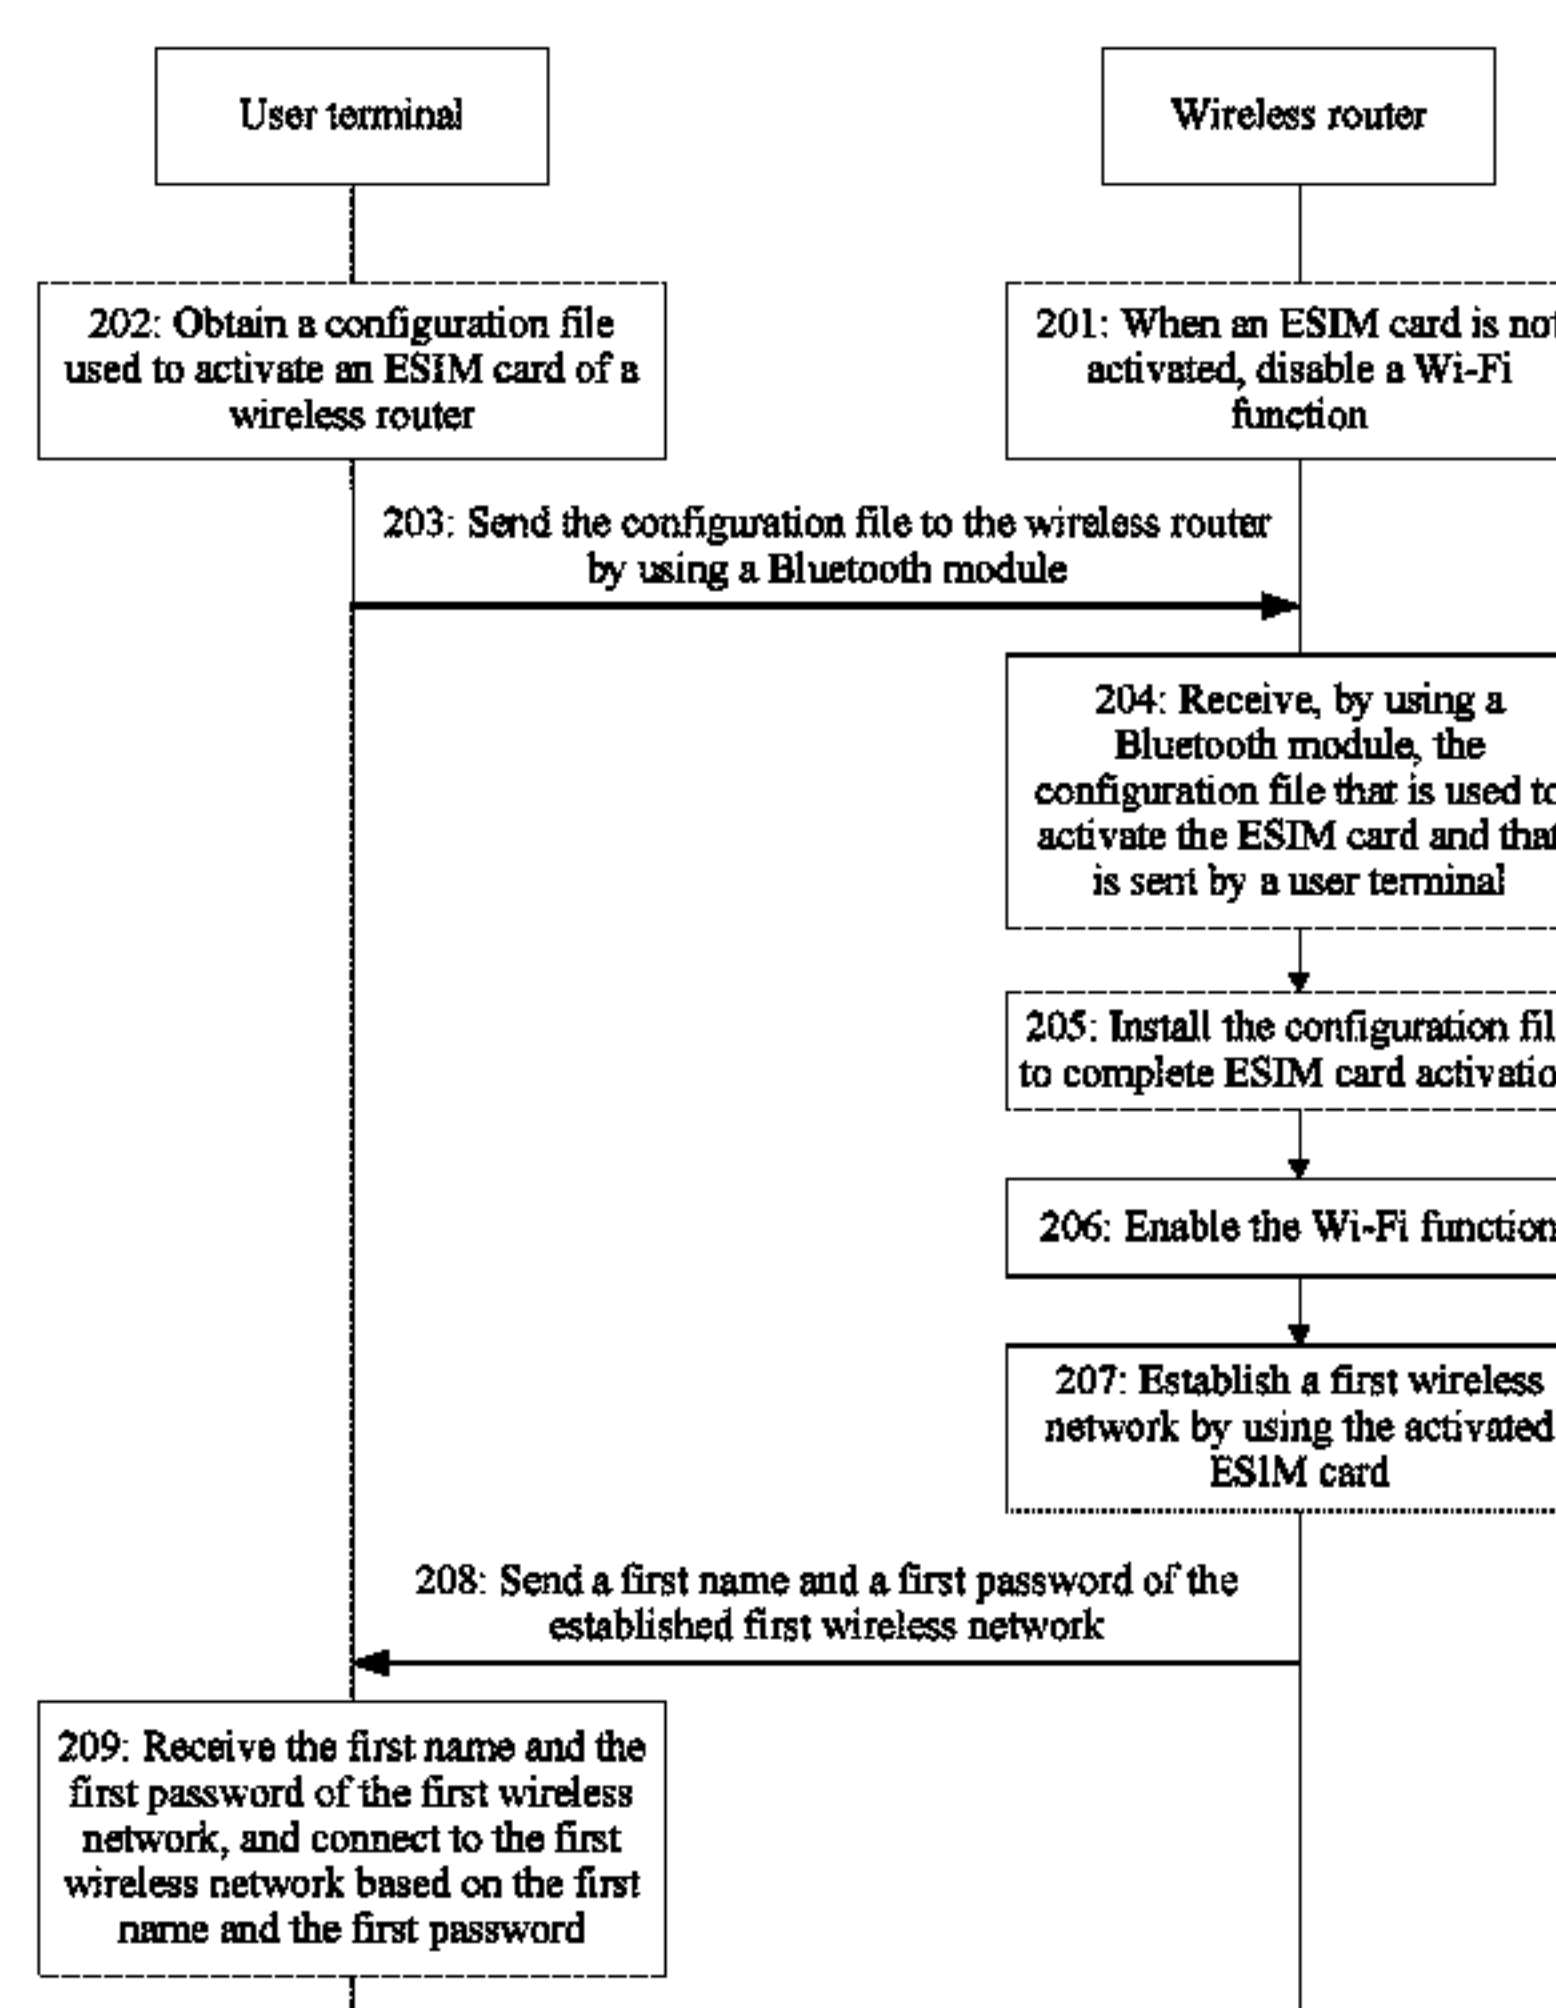 User terminal
Wireless router
202: Obtain a configuration file
used to activate an ESIM card of a
wireless router
201: When an ESIM card is not
activated, disable a Wi-Fi
function
203: Send the configuration file to the wireless router
by using a Bluetooth module
204: Receive, by using a
Bluetooth module, the
configuration file that is used to
activate the ESIM card and that
is sent by a user terminal
205: Install the configuration fil
to complete ESIM card activatio
206: Enable the Wi-Fi function
207: Establish a first wireless
network by using the activated
ESIM card
208: Send a first name and a first password of the
established first wireless network
209: Receive the first name and the
first password of the first wireless
network, and connect to the first
wireless network based on the first
name and the first password